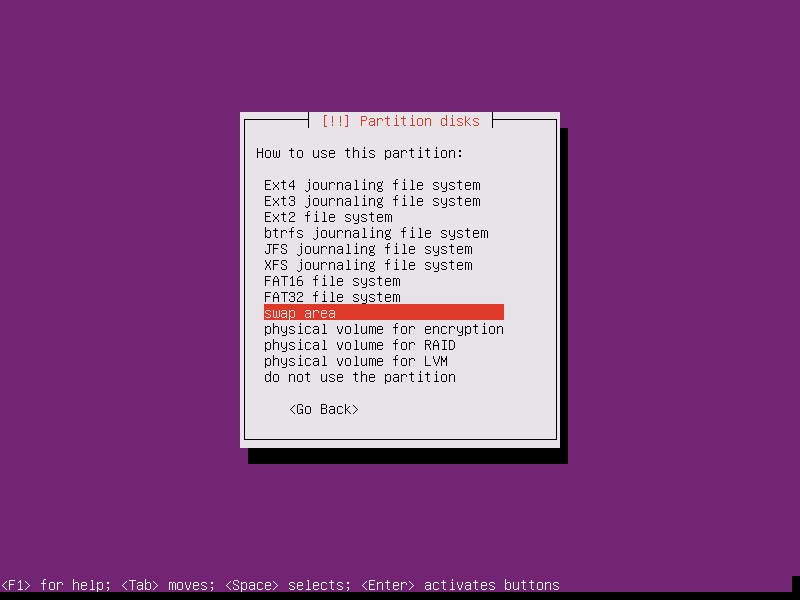 [!!] Partition disks
How to use this partition:
Ext4 journaling file system
Ext3 journaling file system
Ext2 file system
btrfs journaling file system
JFS journaling file system
XFS journaling file system
FAT16 file system
FAT32 file system
swap area
physical volume for encryption
physical volume for RAID
physical volume for LVM
do not use the partition
<Go Back>
<F1> for help; <Tab> moves; <Space> selects; <Enter> activates buttons